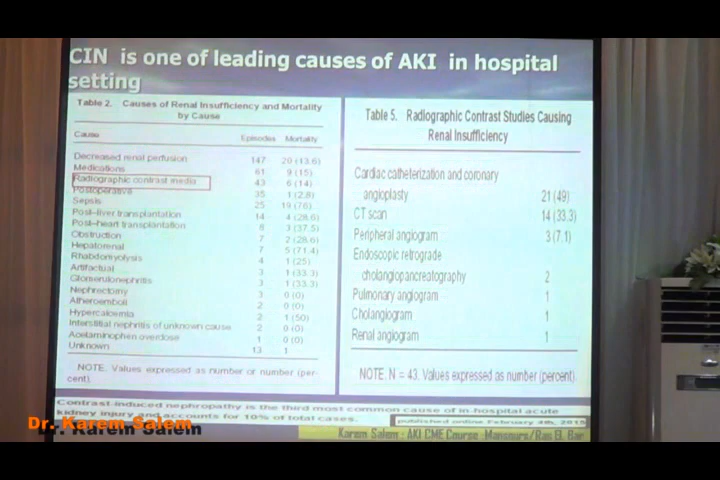 CIN is one of leading causes of AKI in hospital
setting
Table 2. Causes of Renal Insufficiency and Mortality
by Cause
Cause Episodes Mortality
Decreased renal perfusion 147 20 (13.6)
Medications 61 9 (15)
Radiographic contrast media 43 6 (14)
Postoperative 35 1 (2.8)
Sepsis 25 19 (76)
Post–liver transplantation 14 4 (28.6)
Post–heart transplantation 8 3 (37.5)
Obstruction 7 2 (28.6)
Hepatorenal 7 5 (71.4)
Rhabdomyolysis 4 1 (25)
Artifactual 3 1 (33.3)
Glomerulonephritis 3 1 (33.3)
Nephrectomy 3 0 (0)
Atheroemboli 2 0 (0)
Hypercalcemia 2 1 (50)
Interstitial nephritis of unknown cause 2 0 (0)
Acetaminophen overdose 1 0 (0)
Unknown 13 1
NOTE. Values expressed as number or number (per-
cent).
Table 5. Radiographic Contrast Studies Causing
Renal Insufficiency
Cardiac catheterization and coronary
angioplasty 21 (49)
CT scan 14 (33.3)
Peripheral angiogram 3 (7.1)
Endoscopic retrograde
cholangiopancreatography 2
Pulmonary angiogram 1
Cholangiogram 1
Renal angiogram 1
NOTE. N = 43. Values expressed as number (percent).
Contrast-induced nephropathy is the third most common cause of in-hospital acute
kidney injury and accounts for 10% of total cases.
published online February 4th, 2015
Dr. Karem Salem
Dr. Karem Salem
Karem Salem : AKI CME Course : Mansoura/Ras El Bar